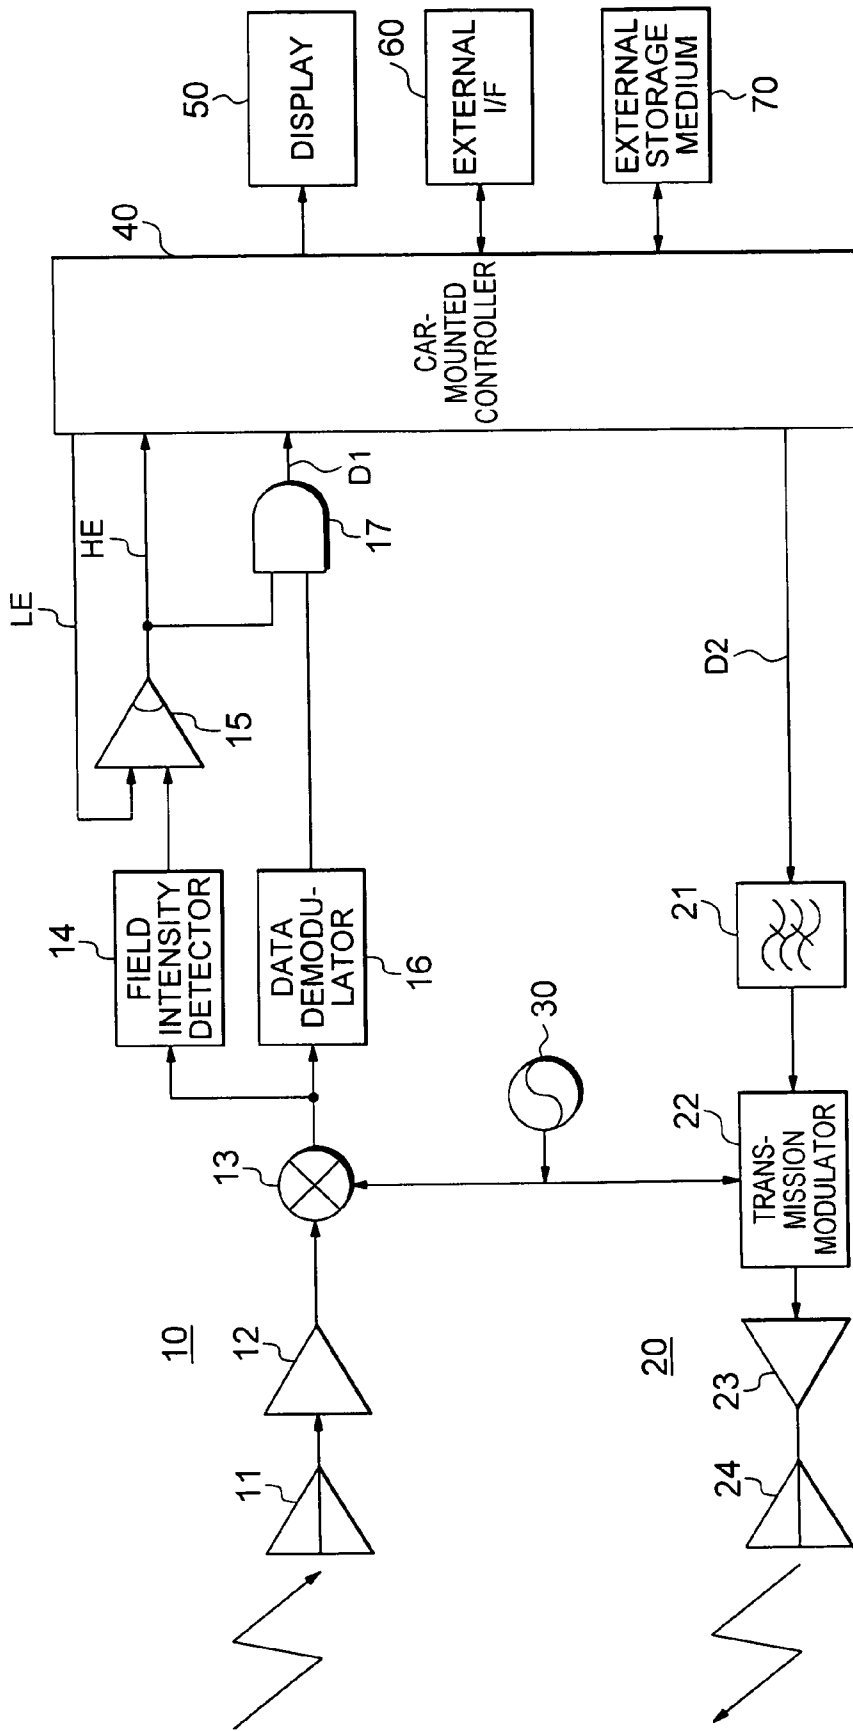 10
11
12
13
14
FIELD
INTENSITY
DETECTOR
DATA
DEMODU-
LATOR
16
LE
HE
15
17
D1
40
CAR-
MOUNTED
CONTROLLER
50
DISPLAY
60
EXTERNAL
I/F
EXTERNAL
STORAGE
MEDIUM
70
30
20
24
23
22
TRANS-
MISSION
MODULATOR
21
D2